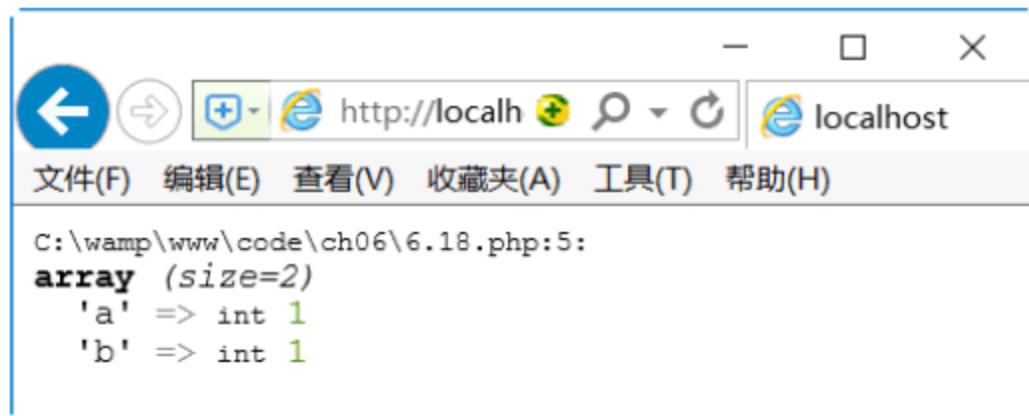 http://localh
localhost
文件(F) 编辑(E) 查看(V) 收藏夹(A) 工具(T) 帮助(H)
C:\wamp\www\code\ch06\6.18.php:5:
array (size=2)
'a' => int 1
'b' => int 1